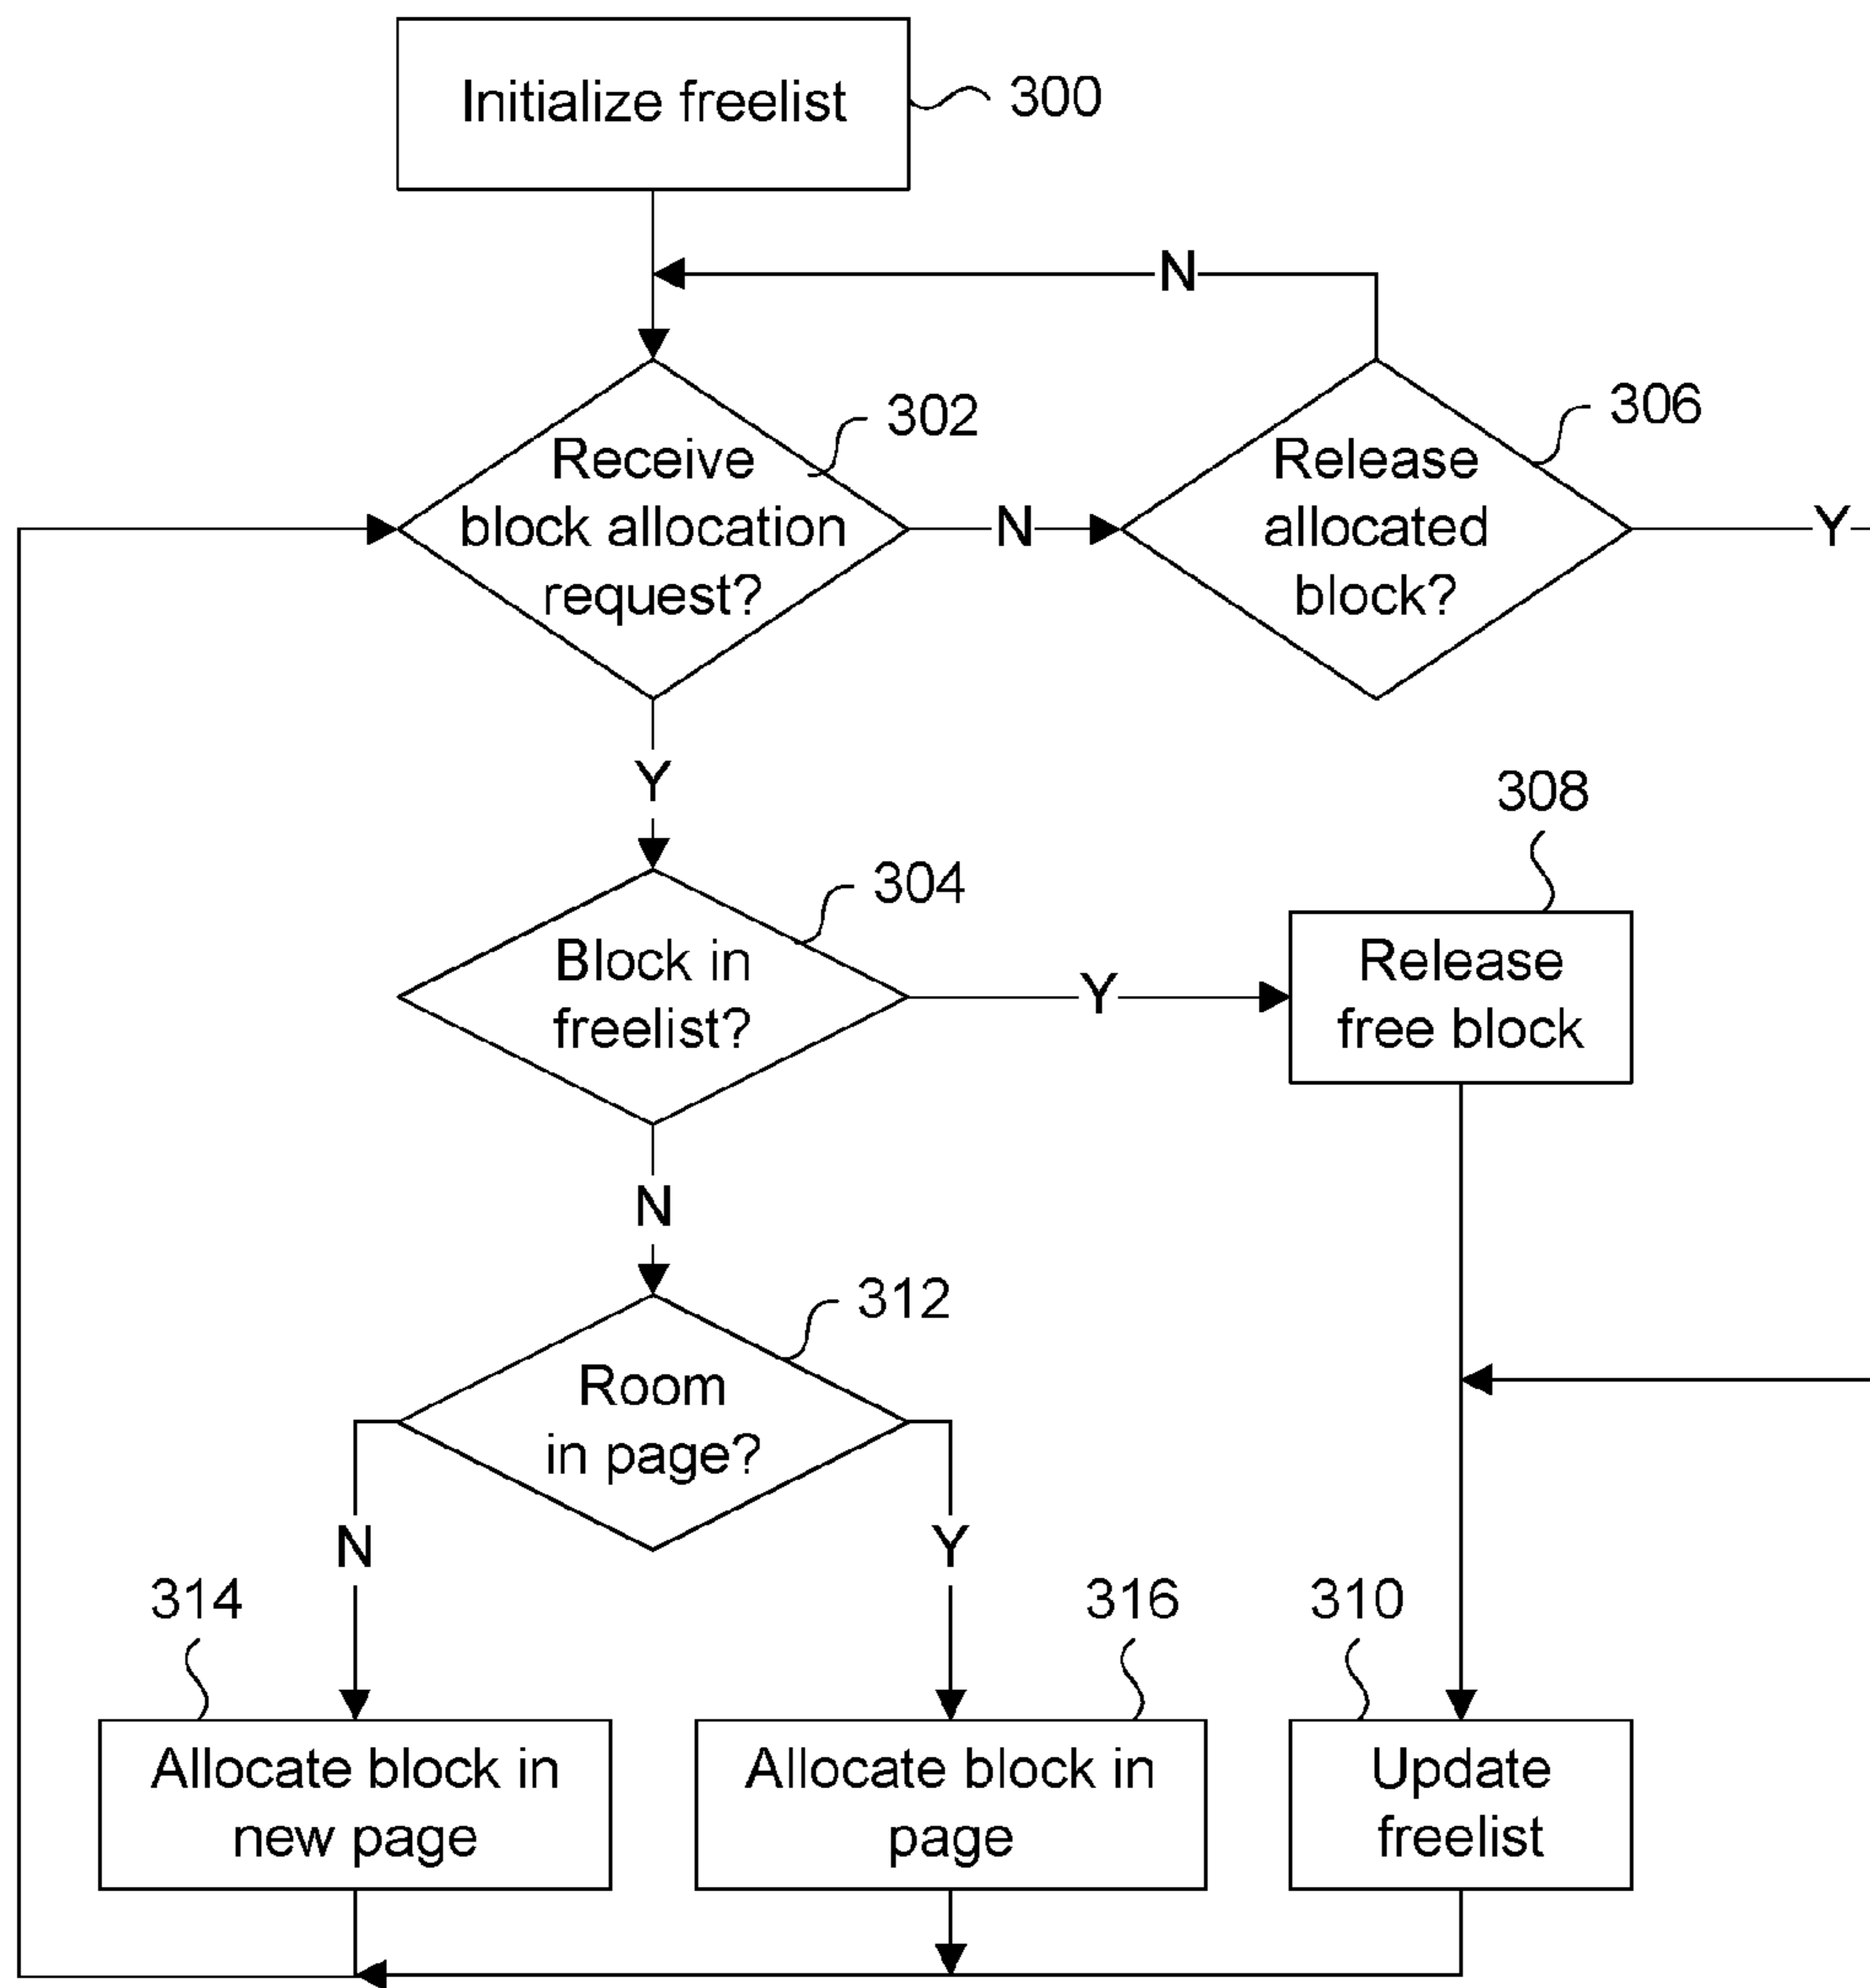 Initialize freelist
300
N
302
306
Receive
block allocation
request?
N
Release
allocated
block?
Y
Y
308
304
Block in
freelist?
Y
Release
free block
N
312
Room
in page?
N
Y
314
316
310
Allocate block in
new page
Allocate block in
page
Update
freelist